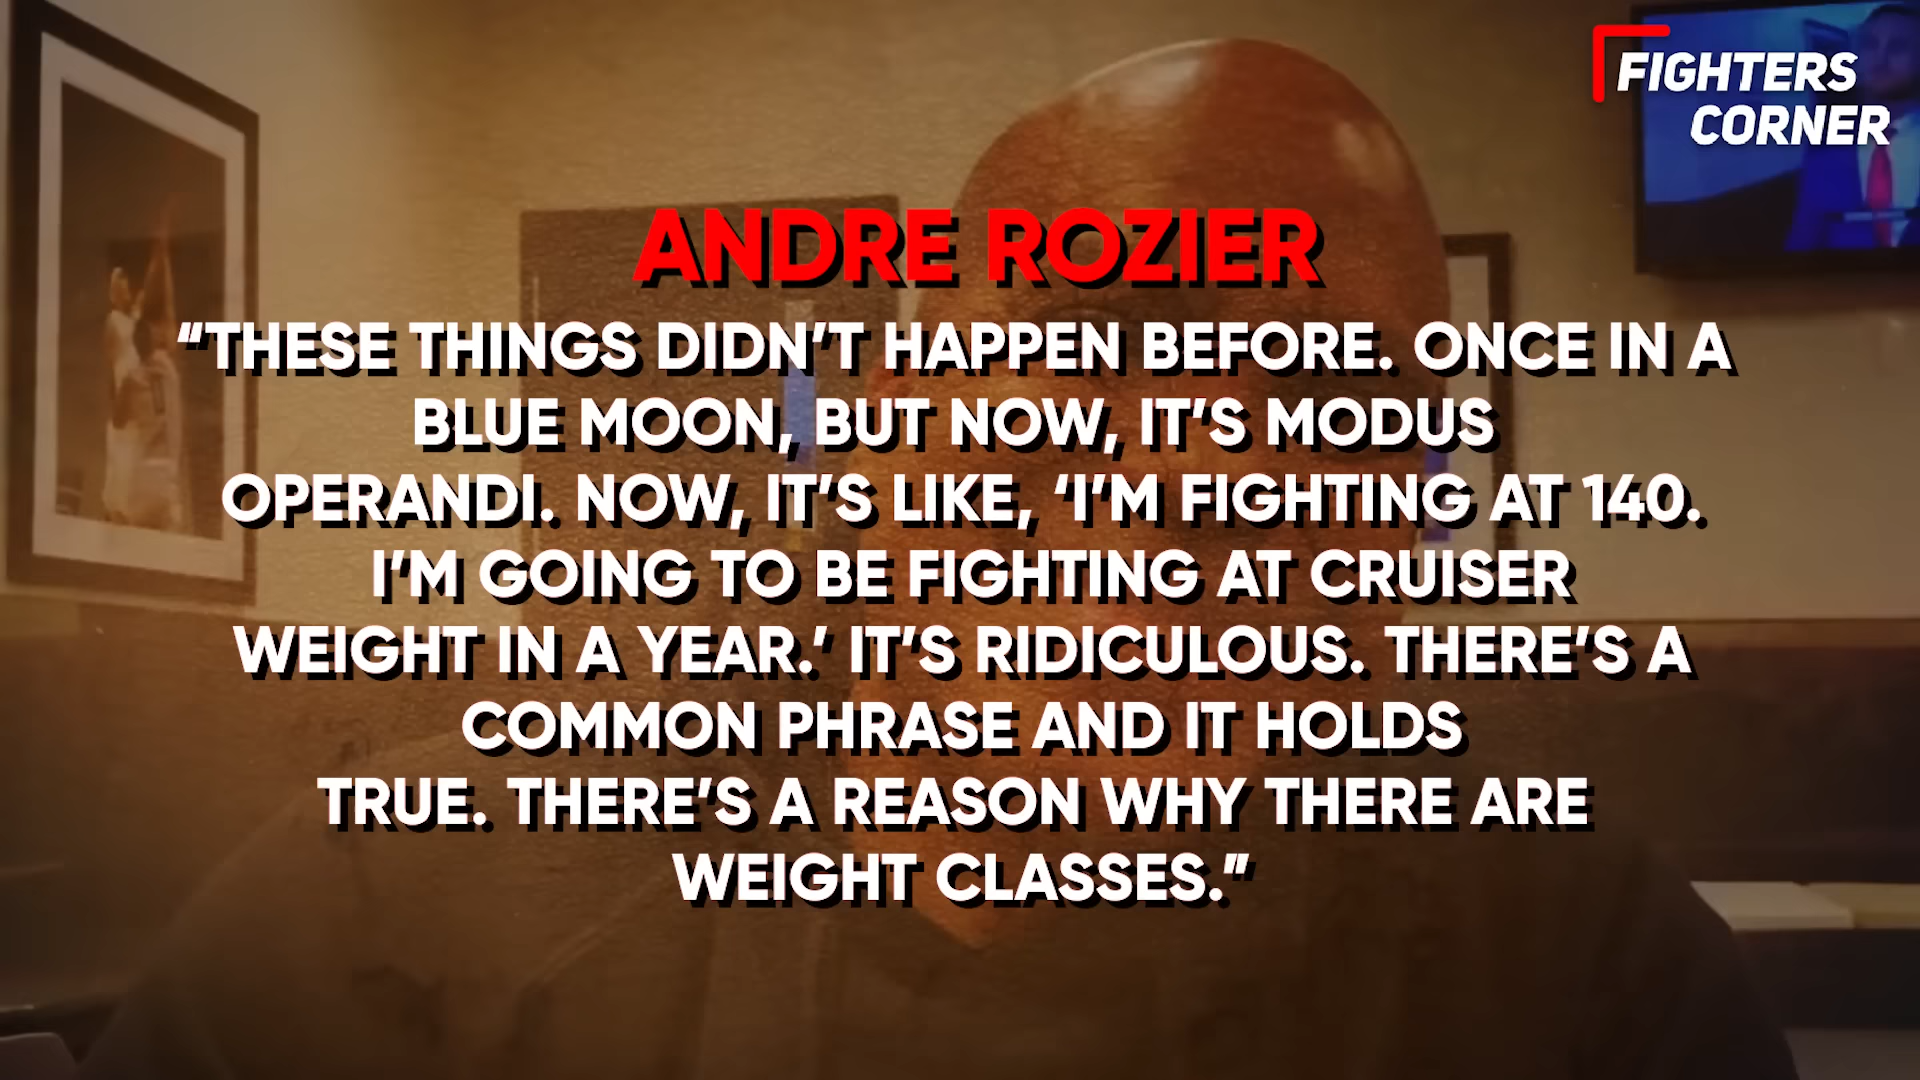 FIGHTERS
CORNER
ANDRE ROZIER
“THESE THINGS DIDN’T HAPPEN BEFORE. ONCE IN A
BLUE MOON, BUT NOW, IT’S MODUS
OPERANDI. NOW, IT’S LIKE, ‘I’M FIGHTING AT 140.
I’M GOING TO BE FIGHTING AT CRUISER
WEIGHT IN A YEAR.’ IT’S RIDICULOUS. THERE’S A
COMMON PHRASE AND IT HOLDS
TRUE. THERE’S A REASON WHY THERE ARE
WEIGHT CLASSES.”